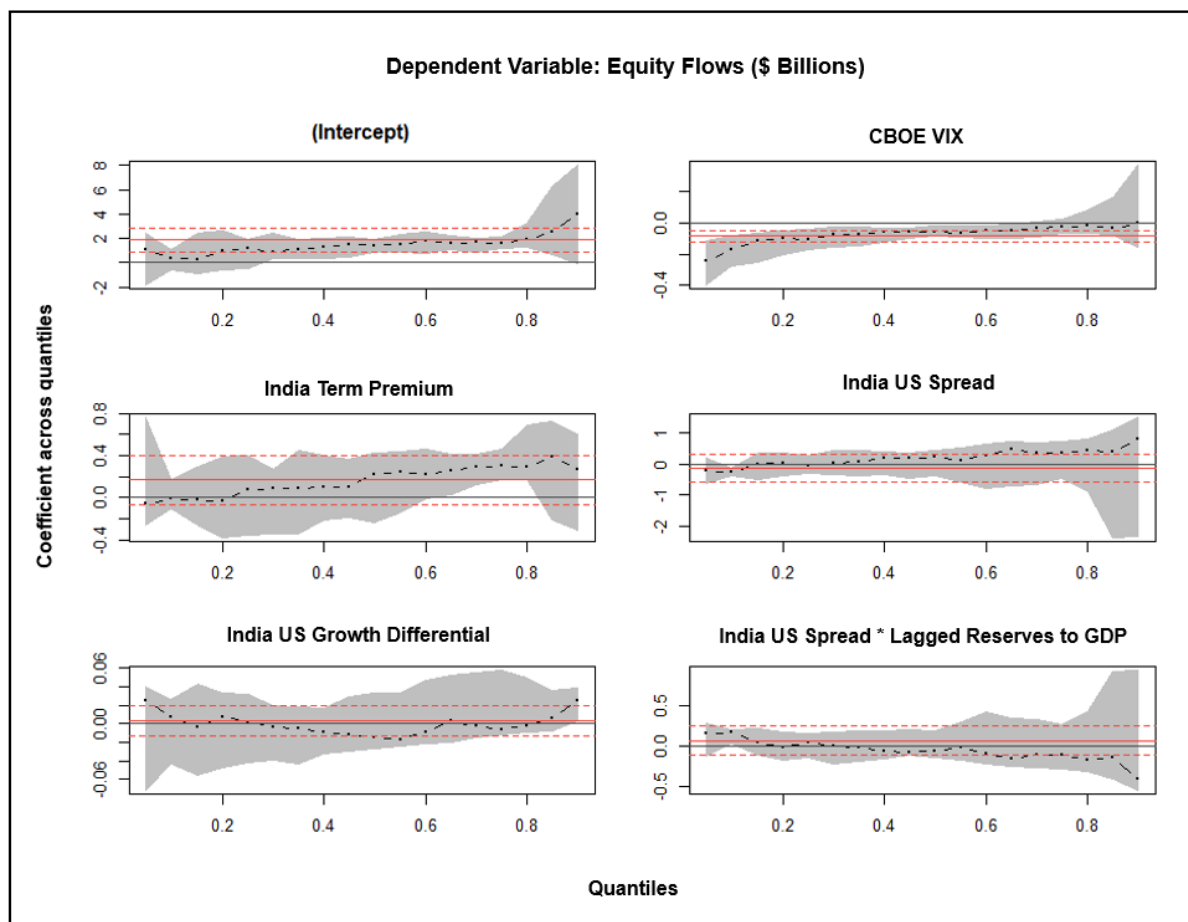 Dependent Variable: Equity Flows ($ Billions)
(Intercept)
8
6
4
2
-2
0.2 0.4 0.6 0.8
CBOE VIX
0.0
-0.4
0.2 0.4 0.6 0.8
India Term Premium
0.8
0.4
0.0
-0.4
0.2 0.4 0.6 0.8
India US Spread
1
0
-1
-2
0.2 0.4 0.6 0.8
India US Growth Differential
0.06
0.00
-0.06
0.2 0.4 0.6 0.8
India US Spread * Lagged Reserves to GDP
0.5
0.0
-0.5
0.2 0.4 0.6 0.8
Coefficient across quantiles
Quantiles